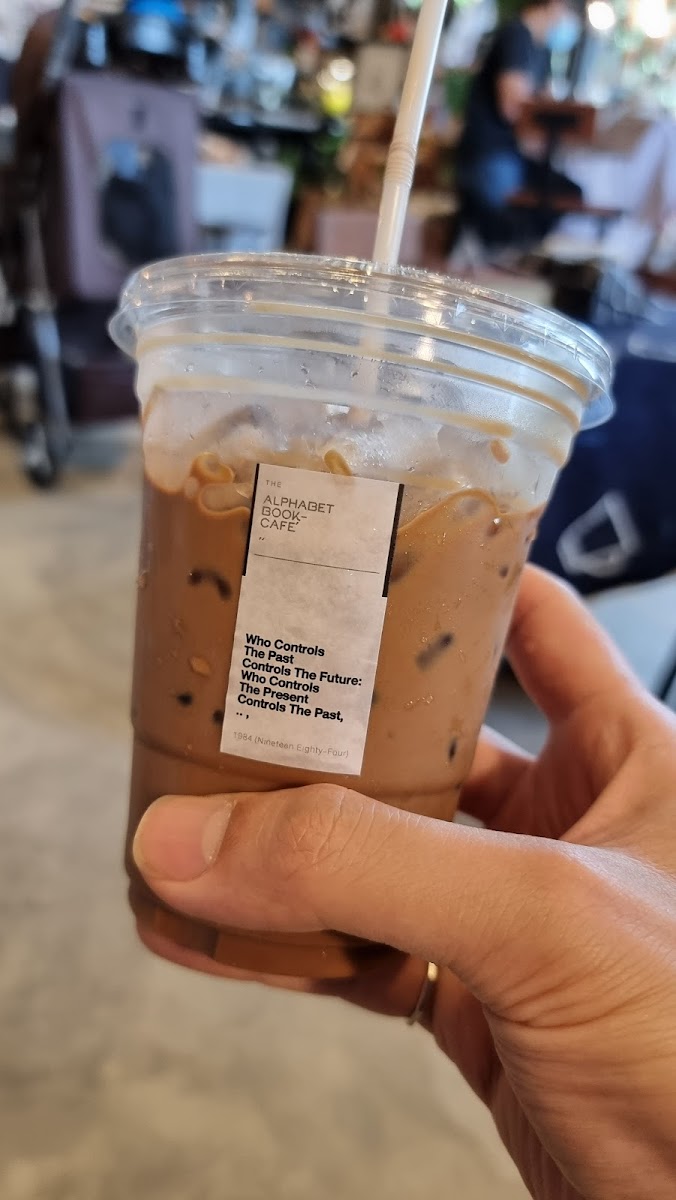 THE
ALPHABET
BOOK-
CAFE
Who Controls
The Past
Controls The Future:
Who Controls
The Present
Controls The Past,
1984 (Nineteen Eighty-Four)